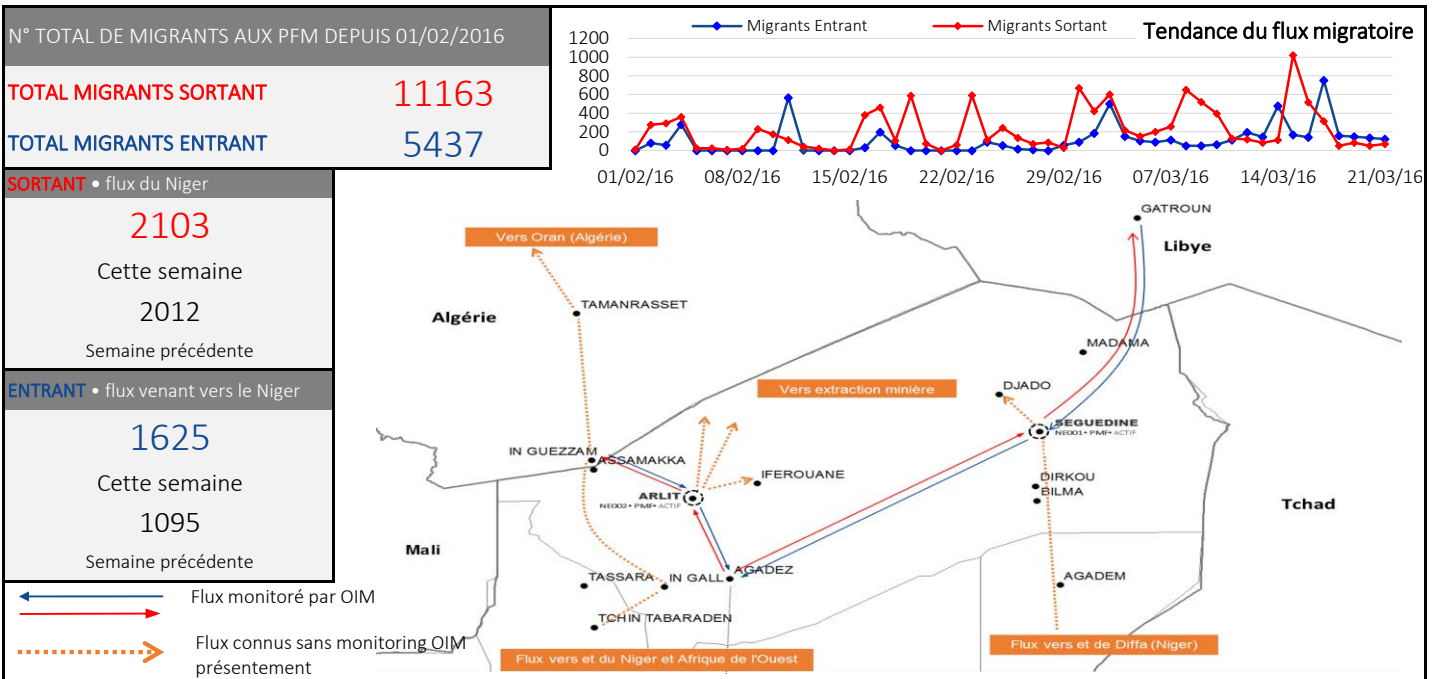 N° TOTAL DE MIGRANTS AUX PFM DEPUIS 01/02/2016
TOTAL MIGRANTS SORTANT 11163
TOTAL MIGRANTS ENTRANT 5437
SORTANT • flux du Niger
2103
Cette semaine
2012
Semaine précédente
ENTRANT • flux venant vers le Niger
1625
Cette semaine
1095
Semaine précédente
Flux monitoré par OIM
Flux connus sans monitoring OIM
présentement
Migrants Entrant Migrants Sortant Tendance du flux migratoire
1200
1000
800
600
400
200
0
01/02/16 08/02/16 15/02/16 22/02/16 29/02/16 07/03/16 14/03/16 21/03/16
GATROUN
Vers Oran (Algérie)
Libye
TAMANRASSET
Algérie
MADAMA
Vers extraction minière
DJADO
SEGUEDINE
NE001• PMF• ACTIF
IN GUEZZAM
ASSAMAKKA
IFEROUANE
DIRKOU
BILMA
ARLIT
NE002• PMF• ACTIF
Tchad
Mali
AGADEZ
TASSARA
IN GALL
AGADEM
TCHIN TABARADEN
Flux vers et de Diffa (Niger)
Flux vers et du Niger et Afrique de l'Ouest